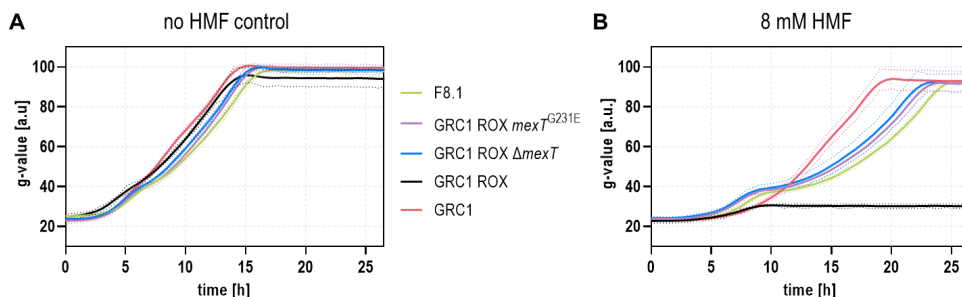 A
no HMF control
g-value [a.u]
100
80
60
40
20
0
5
10
15
20
25
time [h]
F8.1
GRC1 ROX mexT^G231E
GRC1 ROX ΔmexT
GRC1 ROX
GRC1
B
8 mM HMF
g-value [a.u.]
100
80
60
40
20
0
5
10
15
20
25
time [h]